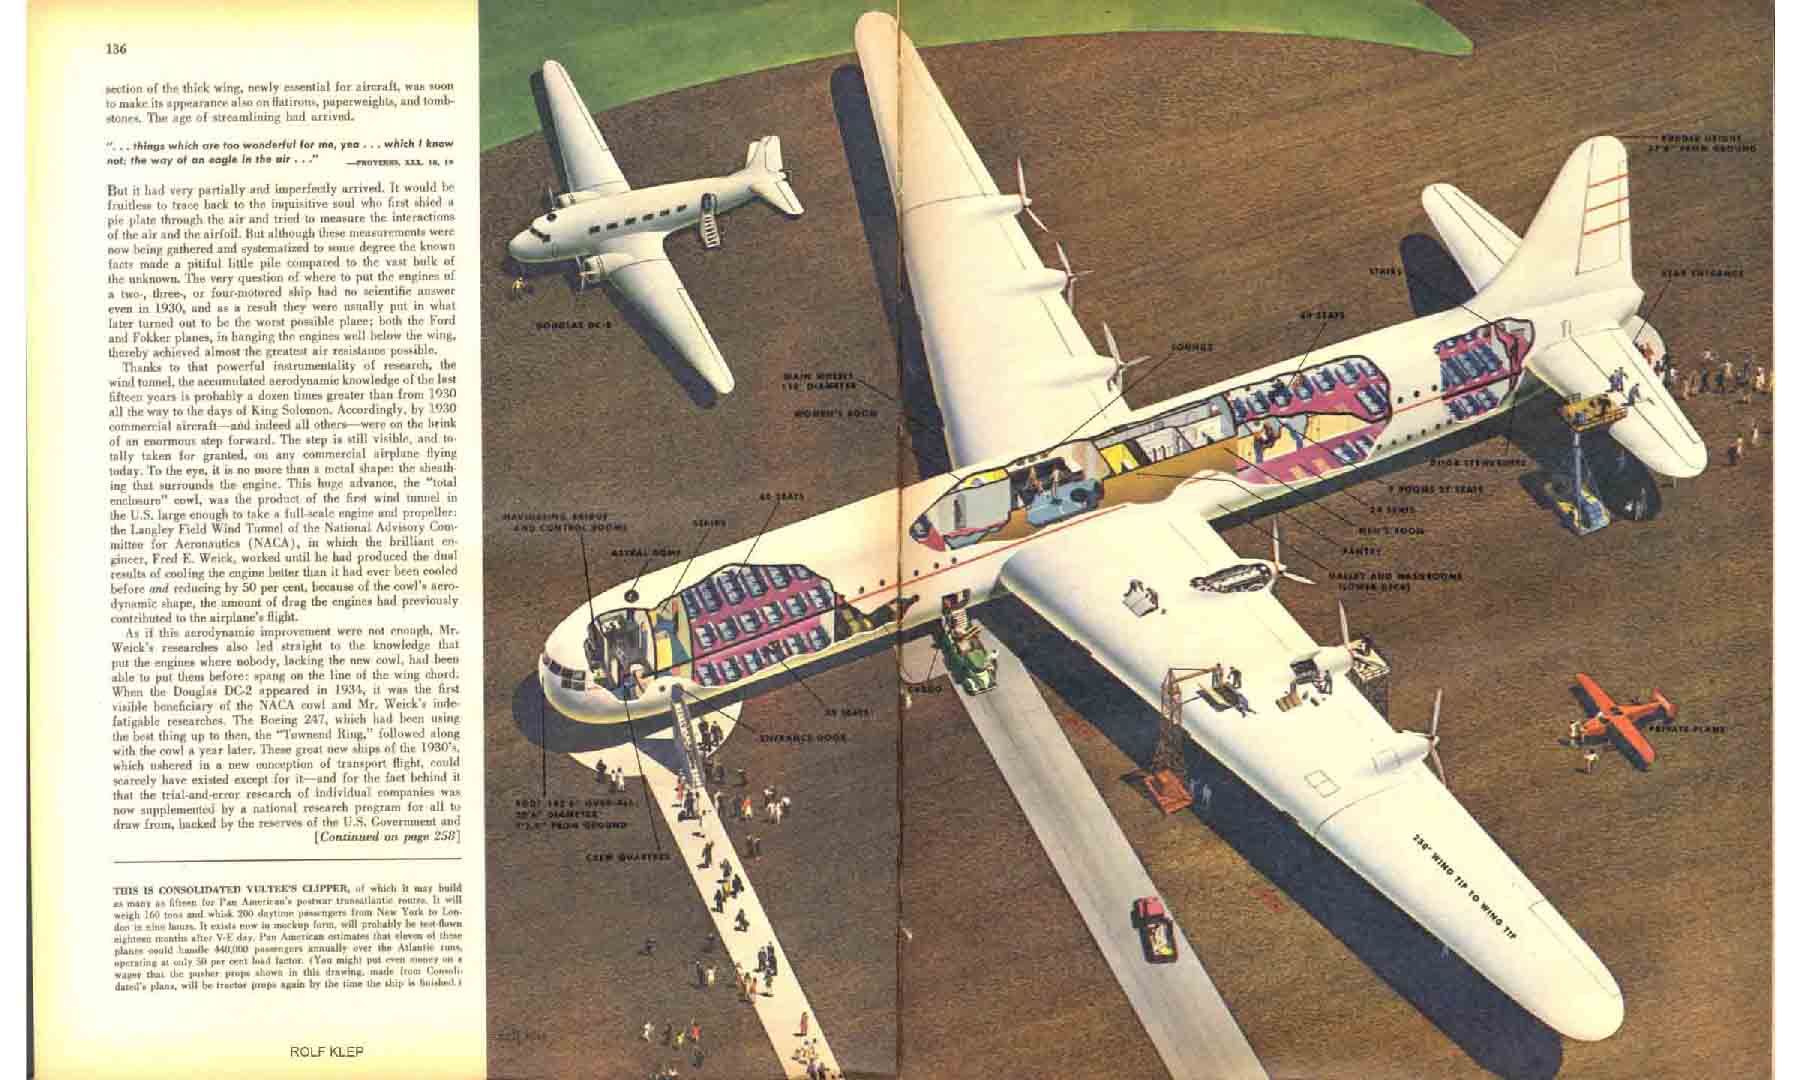 136
section of the thick wing, newly essential for aircraft, was soon
to make its appearance also on flatirons, paperweights, and tomb-
stones. The age of streamlining had arrived.
". . . things which are too wonderful for me, yea . . . which I know
not: the way of an eagle in the air . . ." —PROVERBS, XXX. 18, 19
But it had very partially and imperfectly arrived. It would be
fruitless to trace back to the inquisitive soul who first shied a
pie plate through the air and tried to measure the interactions
of the air and the airfoil. But although these measurements were
now being gathered and systematized to some degree the known
facts made a pitiful little pile compared to the vast bulk of
the unknown. The very question of where to put the engines of
a two-, three-, or four-motored ship had no scientific answer
even in 1930, and as a result they were usually put in what
later turned out to be the worst possible place; both the Ford
and Fokker planes, in hanging the engines well below the wing,
thereby achieved almost the greatest air resistance possible.
Thanks to that powerful instrumentality of research, the
wind tunnel, the accumulated aerodynamic knowledge of the last
fifteen years is probably a dozen times greater than from 1930
all the way to the days of King Solomon. Accordingly, by 1930
commercial aircraft—and indeed all others—were on the brink
of an enormous step forward. The step is still visible, and to-
tally taken for granted, on any commercial airplane flying
today. To the eye, it is no more than a metal shape: the sheath-
ing that surrounds the engine. This huge advance, the "total
enclosure" cowl, was the product of the first wind tunnel in
the U.S. large enough to take a full-scale engine and propeller:
the Langley Field Wind Tunnel of the National Advisory Com-
mittee for Aeronautics (NACA), in which the brilliant en-
gineer, Fred E. Weick, worked until he had produced the dual
results of cooling the engine better than it had ever been cooled
before and reducing by 50 per cent, because of the cowl's aero-
dynamic shape, the amount of drag the engines had previously
contributed to the airplane's flight.
As if this aerodynamic improvement were not enough, Mr.
Weick's researches also led straight to the knowledge that
put the engines where nobody, lacking the new cowl, had been
able to put them before: spang on the line of the wing chord.
When the Douglas DC-2 appeared in 1934, it was the first
visible beneficiary of the NACA cowl and Mr. Weick's inde-
fatigable researches. The Boeing 247, which had been using
the best thing up to then, the "Townend Ring," followed along
with the cowl a year later. These great new ships of the 1930's,
which ushered in a new conception of transport flight, could
scarcely have existed except for it—and for the fact behind it
that the trial-and-error research of individual companies was
now supplemented by a national research program for all to
draw from, backed by the reserves of the U.S. Government and
[Continued on page 258]
THIS IS CONSOLIDATED VULTEE'S CLIPPER, of which it may build
as many as fifteen for Pan American's postwar transatlantic routes. It will
weigh 160 tons and whisk 200 daytime passengers from New York to Lon-
don in nine hours. It exists now in mockup form, will probably be test-flown
eighteen months after V-E day. Pan American estimates that eleven of these
planes could handle 440,000 passengers annually over the Atlantic runs,
operating at only 50 per cent load factor. (You might put even money on a
wager that the pusher props shown in this drawing, made from Consoli-
dated's plans, will be tractor props again by the time the ship is finished.)
ROLF KLEP
RUDDER HEIGHT
FROM GROUND
STAIRS
REAR ENTRANCE
DOUGLAS DC-3
SEATS
LOUNGE
MAIN WHEELS
DIAMETER
WOMEN'S ROOM
DOOR STEWARDESS
SEATS
NAVIGATING BRIDGE
AND CONTROL ROOMS
STAIRS
ASTRAL DOME
9 ROOMS 27 SEATS
24 SEATS
MEN'S ROOM
PANTRY
GALLEY AND WASHROOMS
(LOWER DECK)
CARGO
SEATS
ENTRANCE DOOR
PRIVATE PLANE
BODY OVER-ALL
DIAMETER
FROM GROUND
CREW QUARTERS
230' WING TIP TO WING TIP